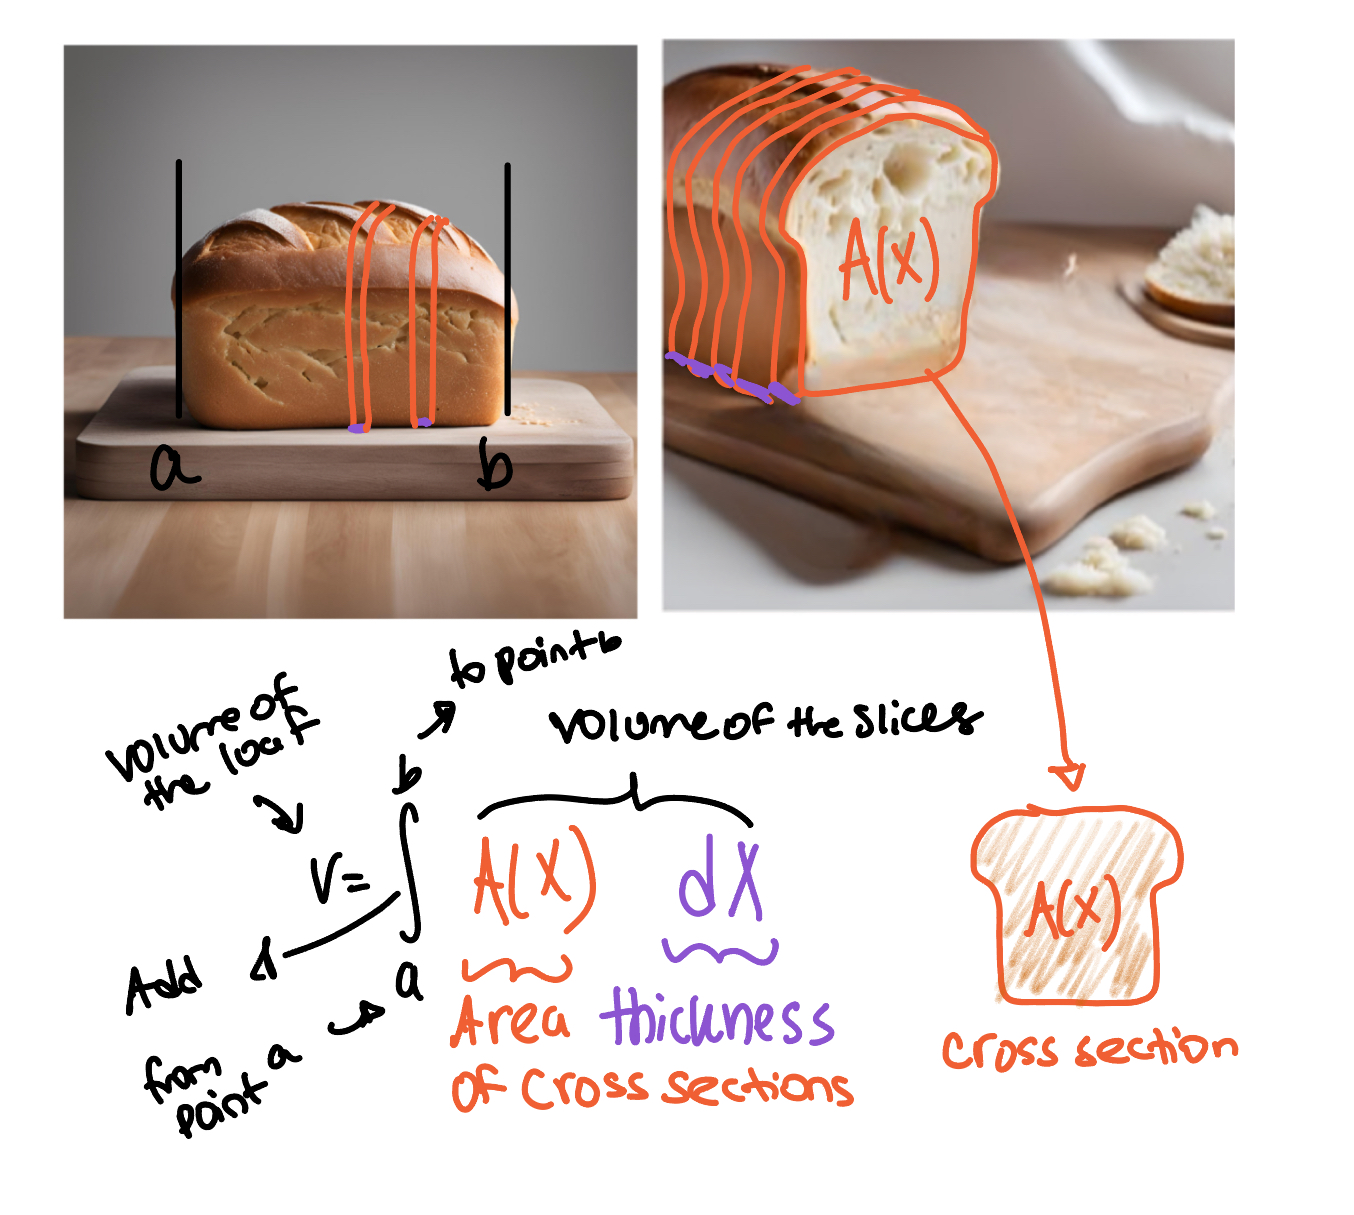 A(x)
a
b
to point b
volume of
the loaf
volume of the slices
b
V = ∫ A(x) dx
a
Add
from
point a
Area thickness
of cross sections
A(x)
cross section